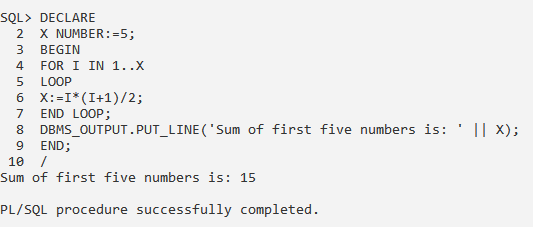 SQL> DECLARE
  2  X NUMBER:=5;
  3  BEGIN
  4  FOR I IN 1..X
  5  LOOP
  6  X:=I*(I+1)/2;
  7  END LOOP;
  8  DBMS_OUTPUT.PUT_LINE('Sum of first five numbers is: ' || X);
  9  END;
 10  /
Sum of first five numbers is: 15

PL/SQL procedure successfully completed.